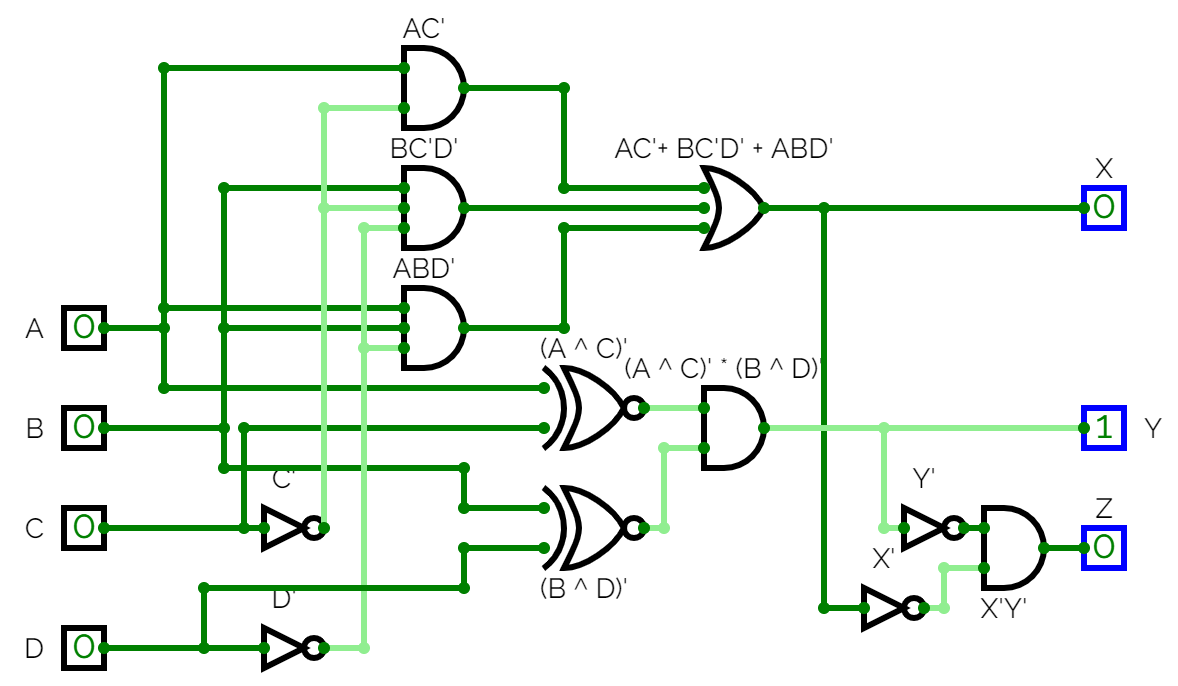 AC'
BC'D'
AC'+ BC'D' + ABD'
X
0
ABD'
A
0
(A ^ C)'
(A ^ C)' * (B ^ D)'
B
0
1
Y
C'
Y'
Z
C
0
0
X'
D'
(B ^ D)'
X'Y'
D
0